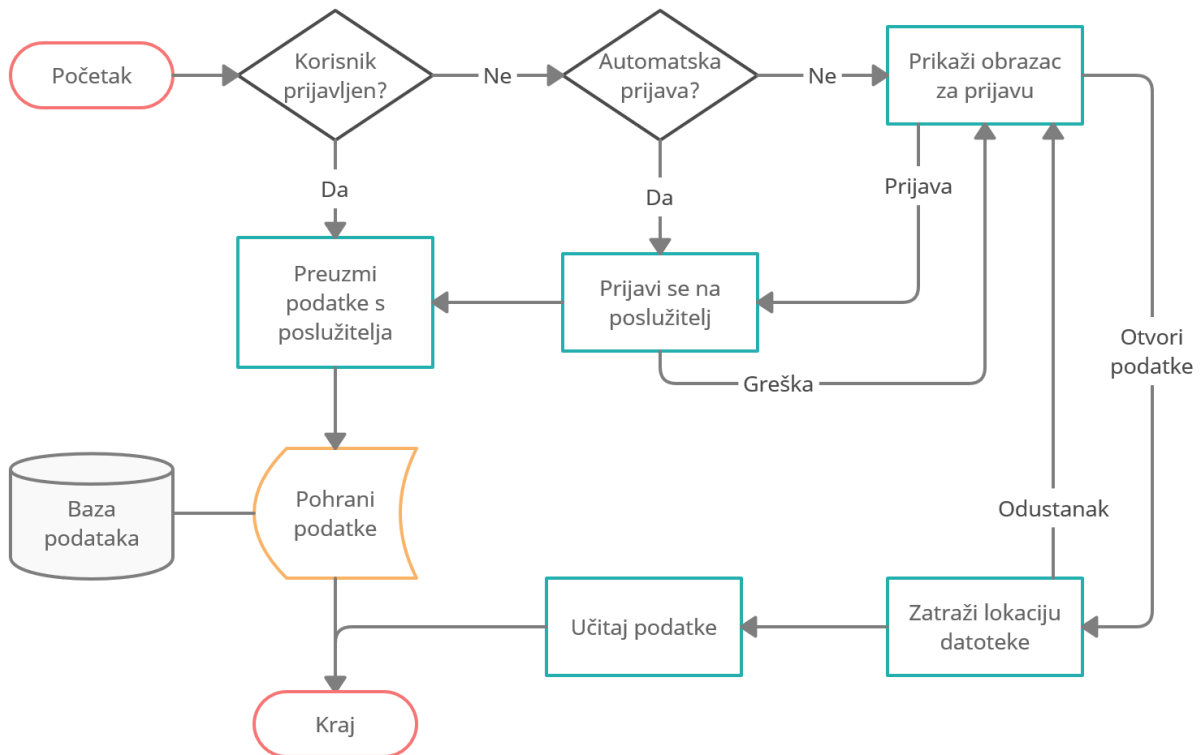 Početak
Korisnik
prijavljen?
Ne
Automatska
prijava?
Ne
Prikaži obrazac
za prijavu
Da
Da
Prijava
Preuzmi
podatke s
poslužitelja
Prijavi se na
poslužitelj
Otvori
podatke
Greška
Baza
podataka
Pohrani
podatke
Odustanak
Učitaj podatke
Zatraži lokaciju
datoteke
Kraj